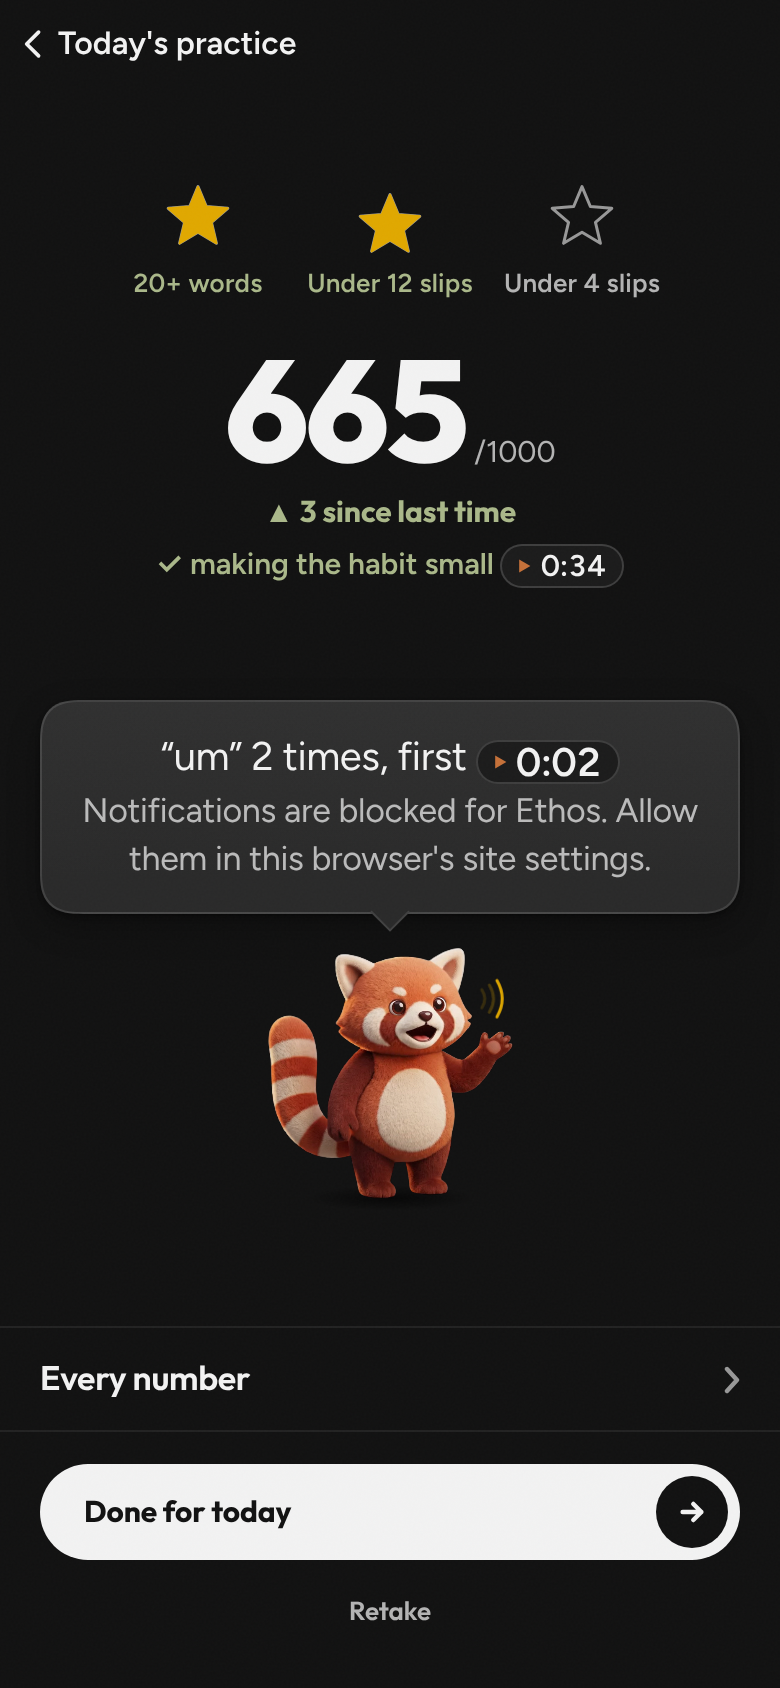 Today's practice
20+ words
Under 12 slips
Under 4 slips
665/1000
▲ 3 since last time
✓ making the habit small ▶ 0:34
“um” 2 times, first ▶ 0:02
Notifications are blocked for Ethos. Allow
them in this browser's site settings.
Every number
Done for today
Retake